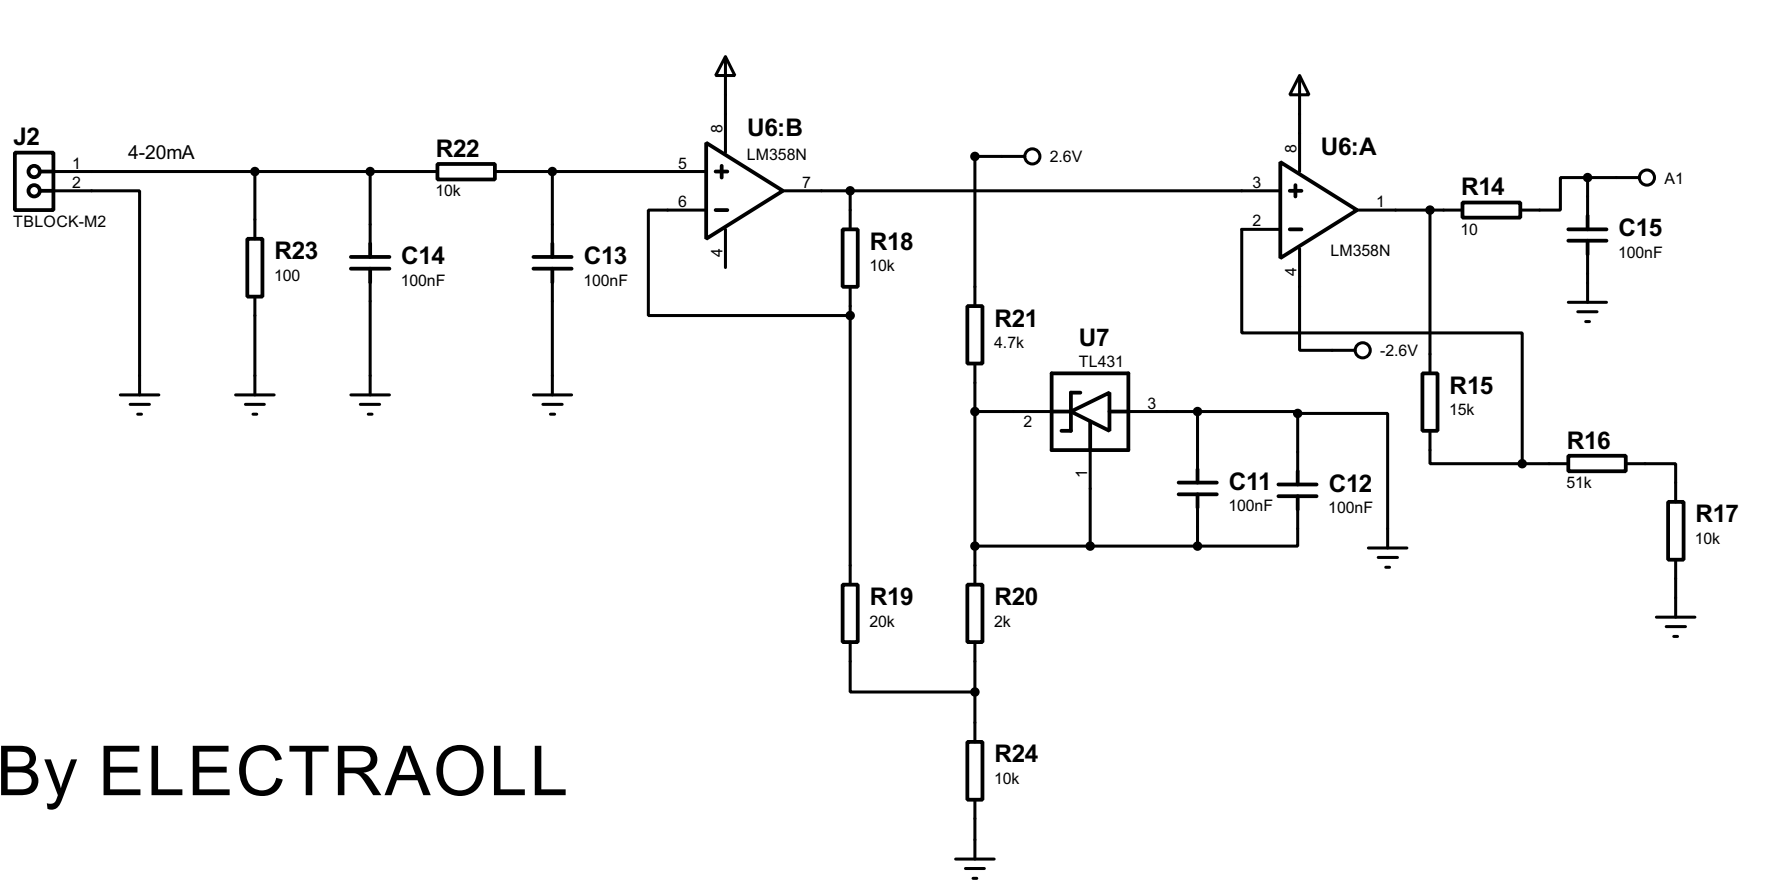 J2
1
2
TBLOCK-M2
4-20mA
R23
100
C14
100nF
R22
10k
C13
100nF
5
6
8
4
7
U6:B
LM358N
R18
10k
R19
20k
2.6V
R21
4.7k
U7
TL431
2
3
1
C11
100nF
C12
100nF
R20
2k
R24
10k
3
2
8
4
1
U6:A
LM358N
-2.6V
R14
10
A1
C15
100nF
R15
15k
R16
51k
R17
10k
By ELECTRAOLL